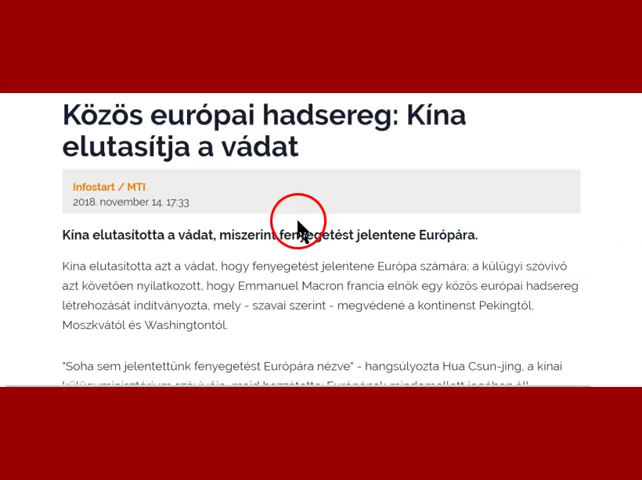 Közös európai hadsereg: Kína
elutasítja a vádat
Infostart / MTI
2018. november 14. 17:33
Kína elutasította a vádat, miszerint fenyegetést jelentene Európára.
Kína elutasította azt a vádat, hogy fenyegetést jelentene Európa számára; a külügyi szóvivő
azt követően nyilatkozott, hogy Emmanuel Macron francia elnök egy közös európai hadsereg
létrehozását indítványozta, mely - szavai szerint - megvédené a kontinenst Pekingtől,
Moszkvától és Washingtontól.
"Soha sem jelentettünk fenyegetést Európára nézve" - hangsúlyozta Hua Csun-jing, a kínai